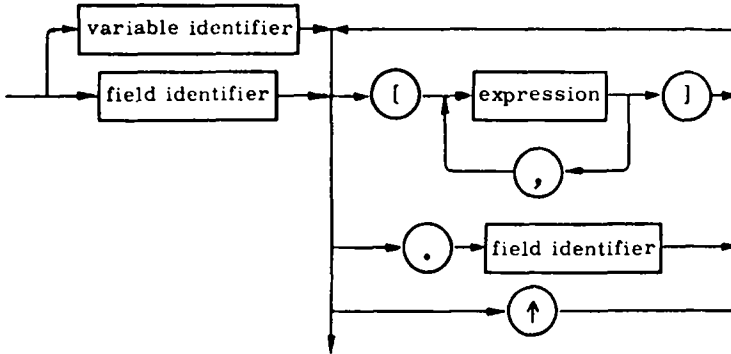 variable identifier
field identifier [ expression ]
,
. field identifier
↑